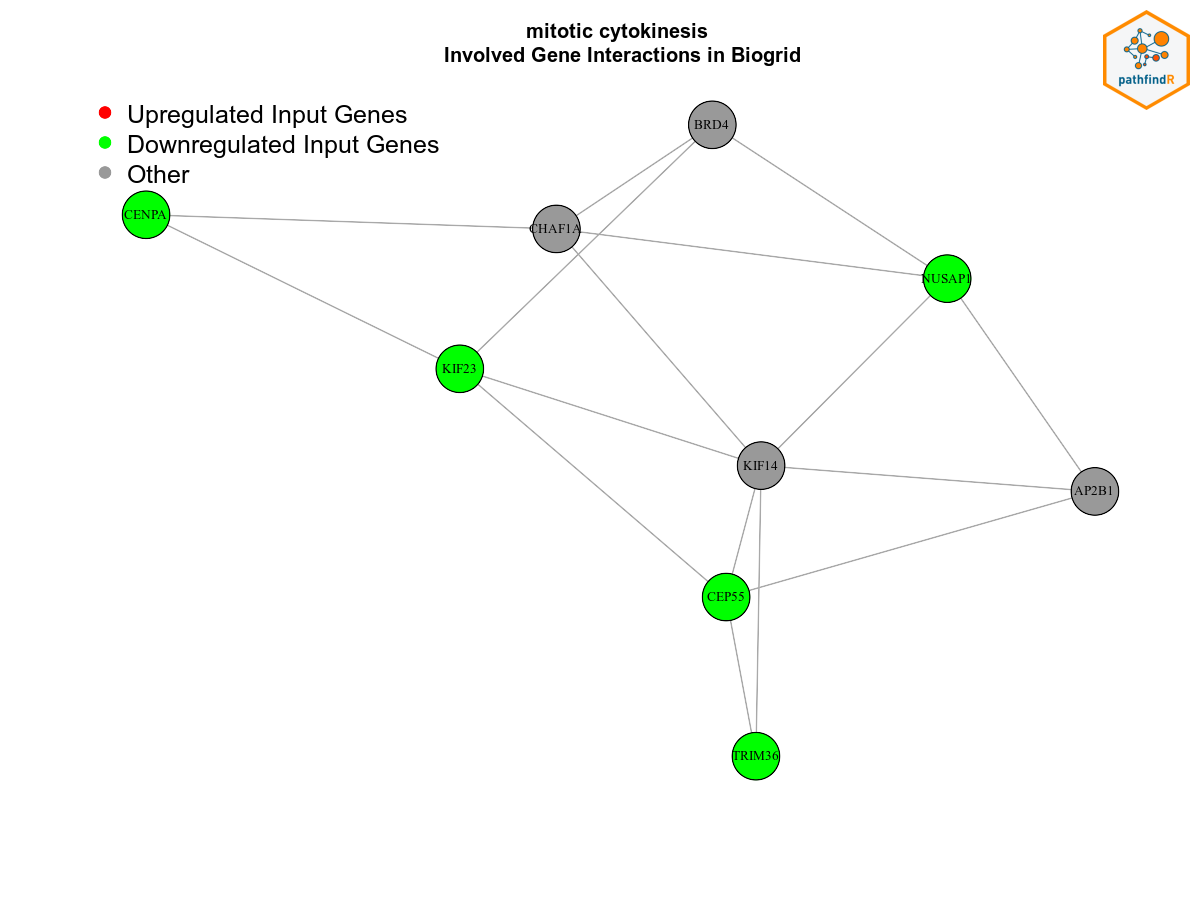 mitotic cytokinesis
Involved Gene Interactions in Biogrid
pathfindR
Upregulated Input Genes
Downregulated Input Genes
Other
BRD4
CENPA
CHAF1A
NUSAP1
KIF23
KIF14
AP2B1
CEP55
TRIM36